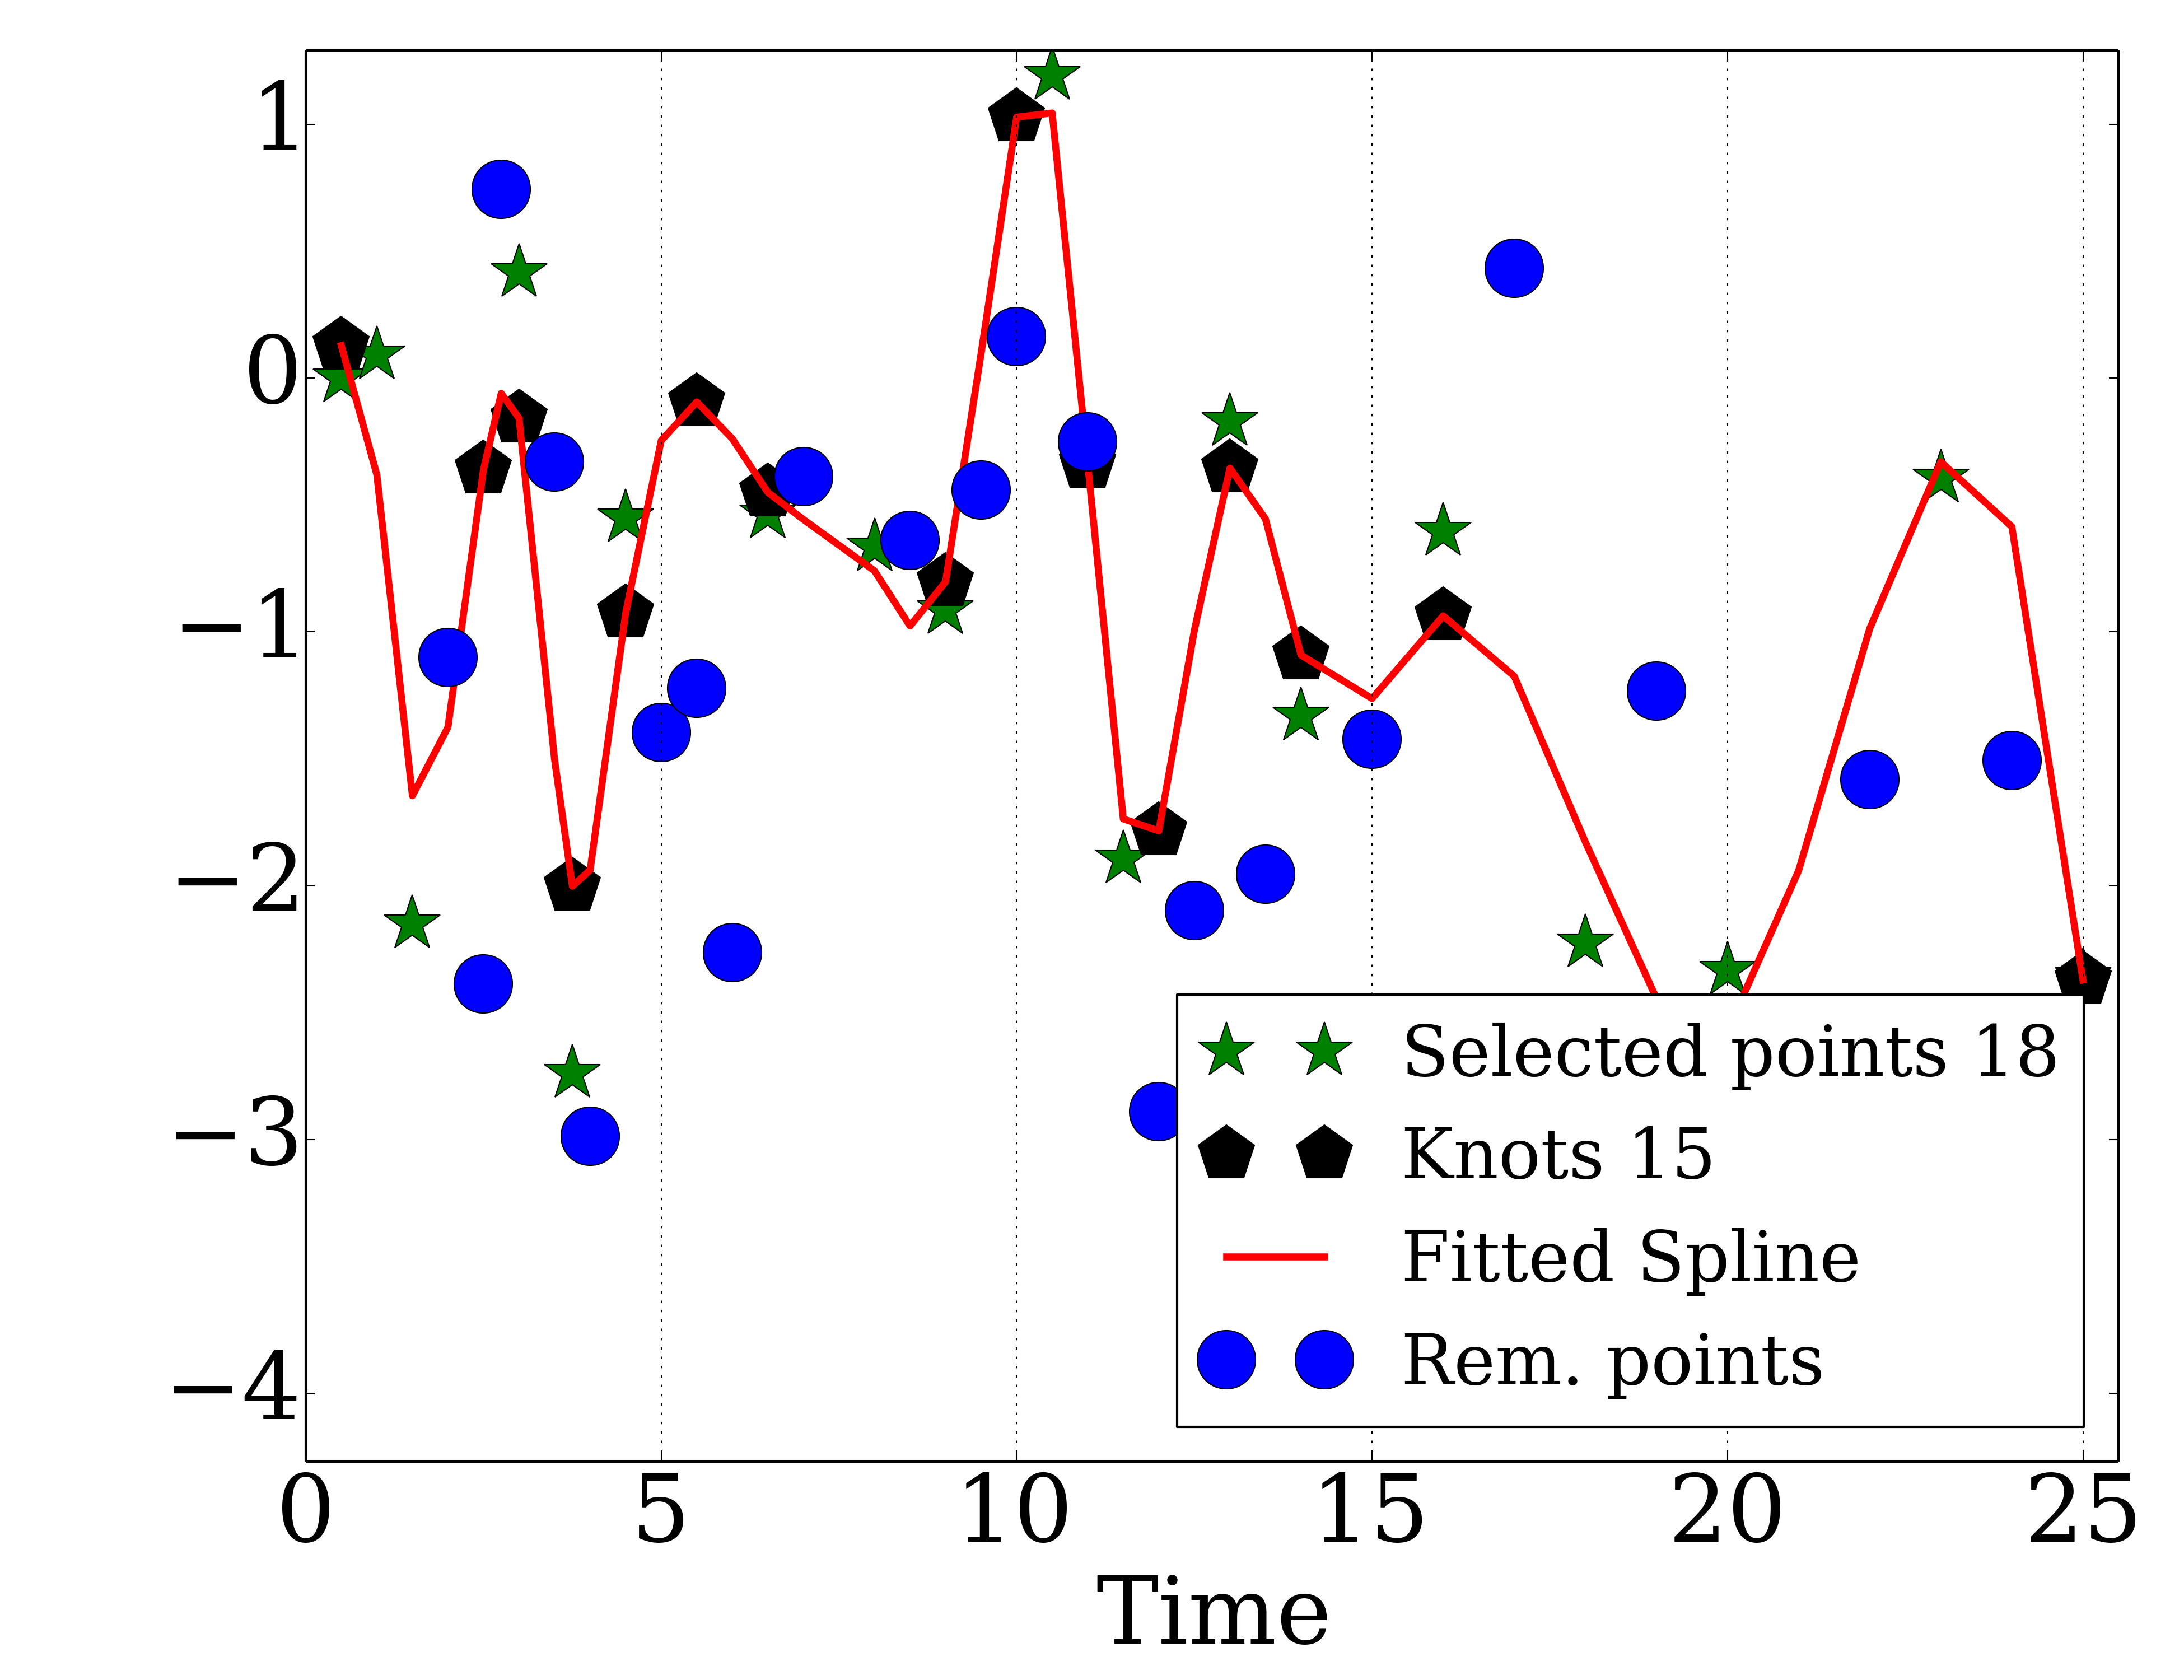 1
0
−1
−2
−3
−4
0 5 10 15 20 25
Time
Selected points 18
Knots 15
Fitted Spline
Rem. points